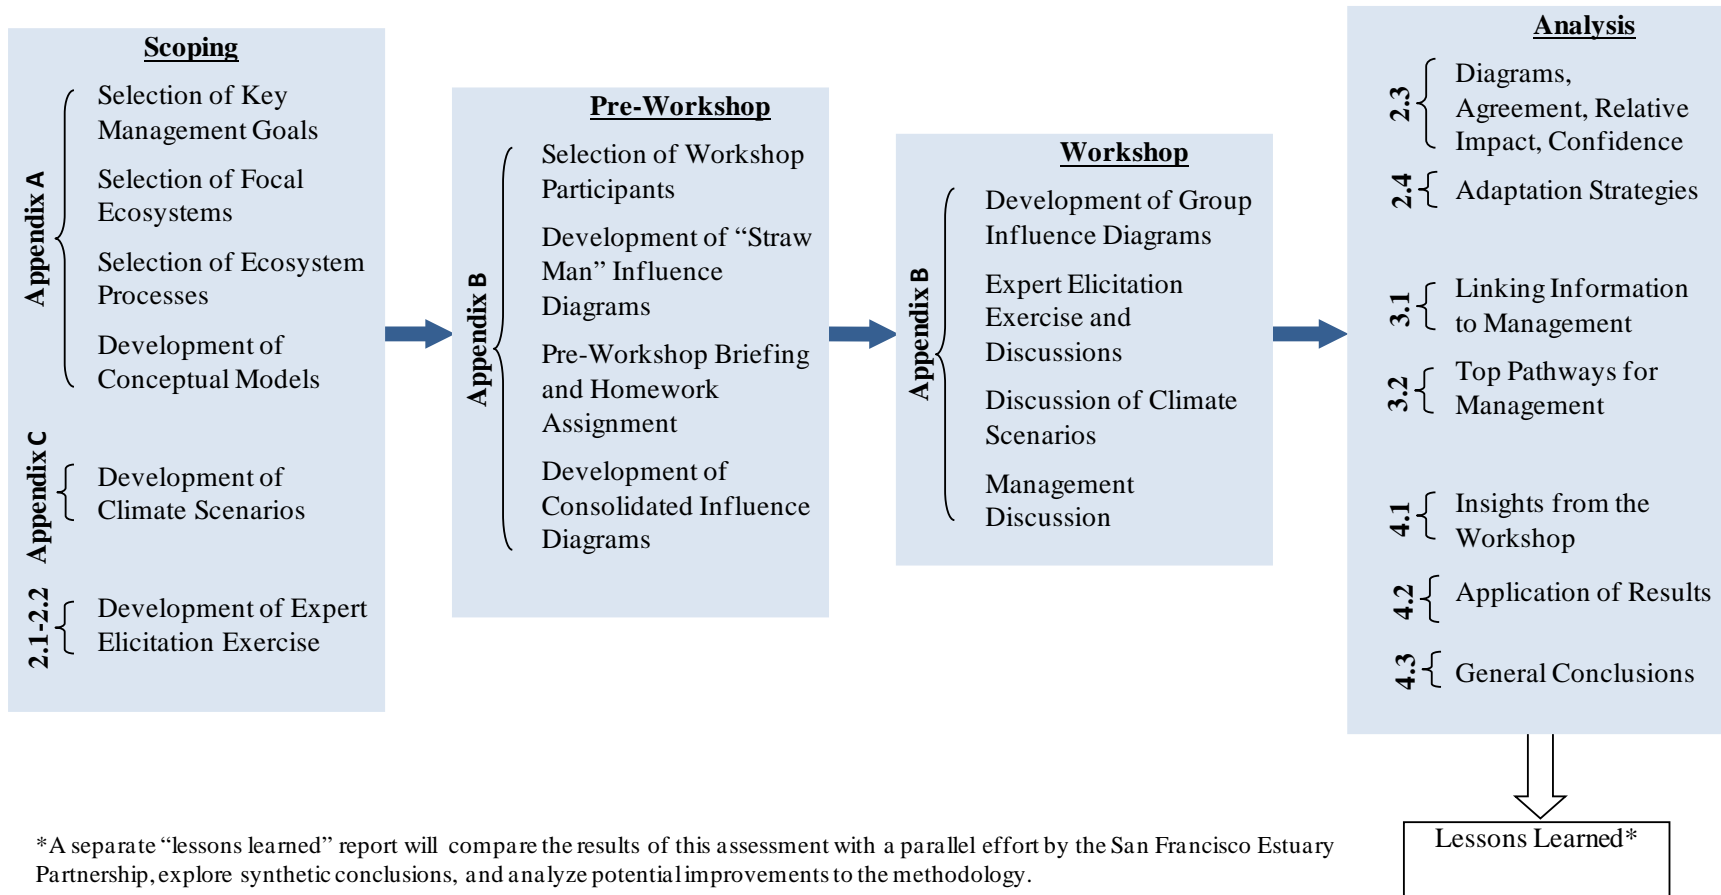 Scoping
Appendix A
Selection of Key
Management Goals
Selection of Focal
Ecosystems
Selection of Ecosystem
Processes
Development of
Conceptual Models
Appendix C
Development of
Climate Scenarios
2.1-2.2
Development of Expert
Elicitation Exercise
Pre-Workshop
Appendix B
Selection of Workshop
Participants
Development of “Straw
Man” Influence
Diagrams
Pre-Workshop Briefing
and Homework
Assignment
Development of
Consolidated Influence
Diagrams
Workshop
Appendix B
Development of Group
Influence Diagrams
Expert Elicitation
Exercise and
Discussions
Discussion of Climate
Scenarios
Management
Discussion
Analysis
2.3
Diagrams,
Agreement, Relative
Impact, Confidence
2.4
Adaptation Strategies
3.1
Linking Information
to Management
3.2
Top Pathways for
Management
4.1
Insights from the
Workshop
4.2
Application of Results
4.3
General Conclusions
Lessons Learned*
*A separate “lessons learned” report will compare the results of this assessment with a parallel effort by the San Francisco Estuary
Partnership, explore synthetic conclusions, and analyze potential improvements to the methodology.